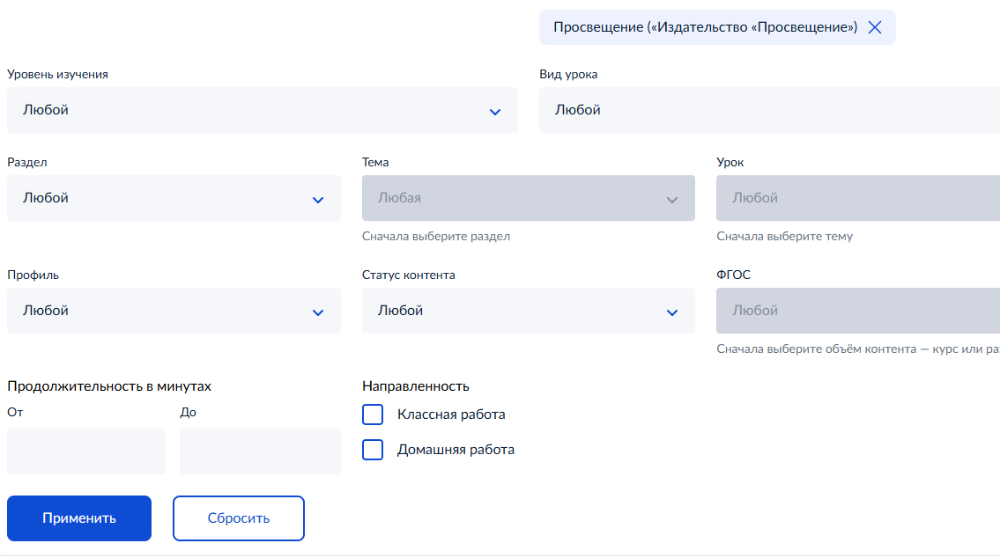 Просвещение («Издательство «Просвещение»)
Уровень изучения
Вид урока
Любой
Любой
Раздел
Тема
Урок
Любой
Любая
Любой
Сначала выберите раздел
Сначала выберите тему
Профиль
Статус контента
ФГОС
Любой
Любой
Любой
Сначала выберите объём контента — курс или ра
Продолжительность в минутах
Направленность
От
До
Классная работа
Домашняя работа
Применить
Сбросить